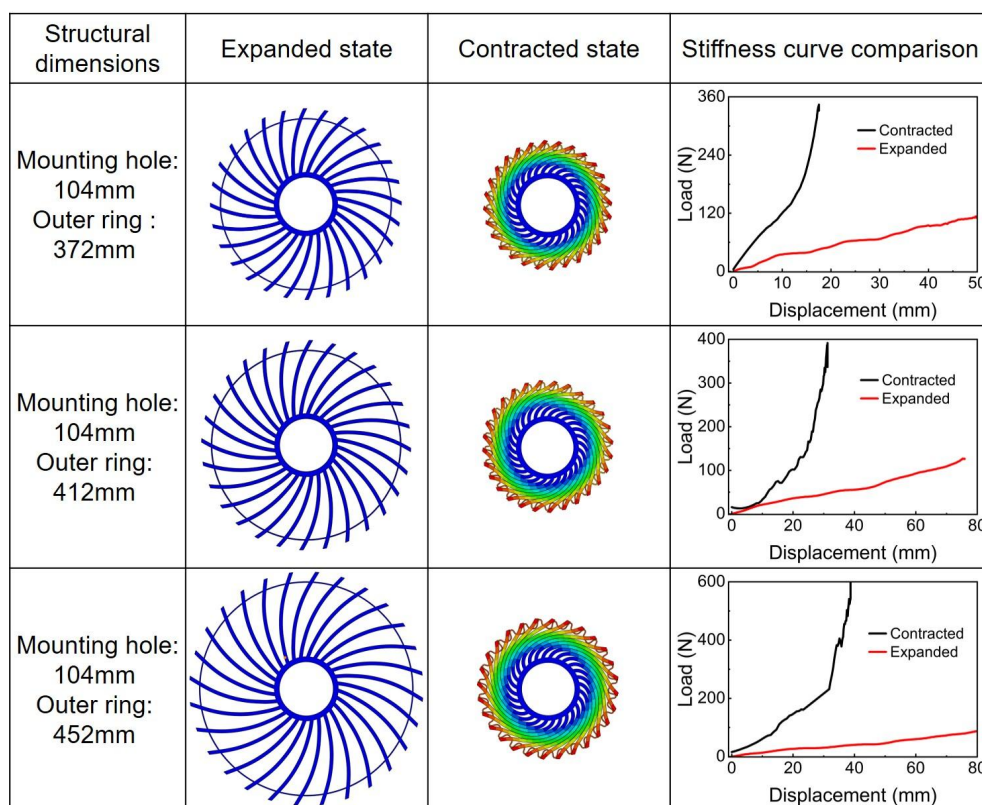 Structural
dimensions
Expanded state
Contracted state
Stiffness curve comparison
Mounting hole:
104mm
Outer ring :
372mm
360
240
120
0
Load (N)
Contracted
Expanded
0 10 20 30 40 50
Displacement (mm)
Mounting hole:
104mm
Outer ring:
412mm
400
300
200
100
0
Load (N)
Contracted
Expanded
0 20 40 60 80
Displacement (mm)
Mounting hole:
104mm
Outer ring:
452mm
600
400
200
0
Load (N)
Contracted
Expanded
0 20 40 60 80
Displacement (mm)